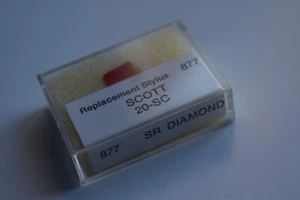 Replacement Stylus
SCOTT
20-SC
877
877 SR DIAMOND